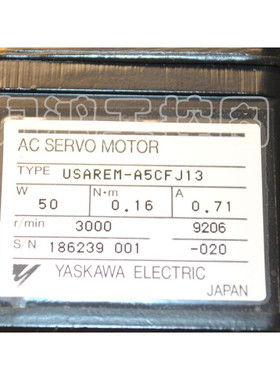 AC SERVO MOTOR
TYPE USAREM-A5CFJ13
W N·m A
50 0.16 0.71
r/min 3000 9206
S N 186239 001 -020
YASKAWA ELECTRIC
JAPAN